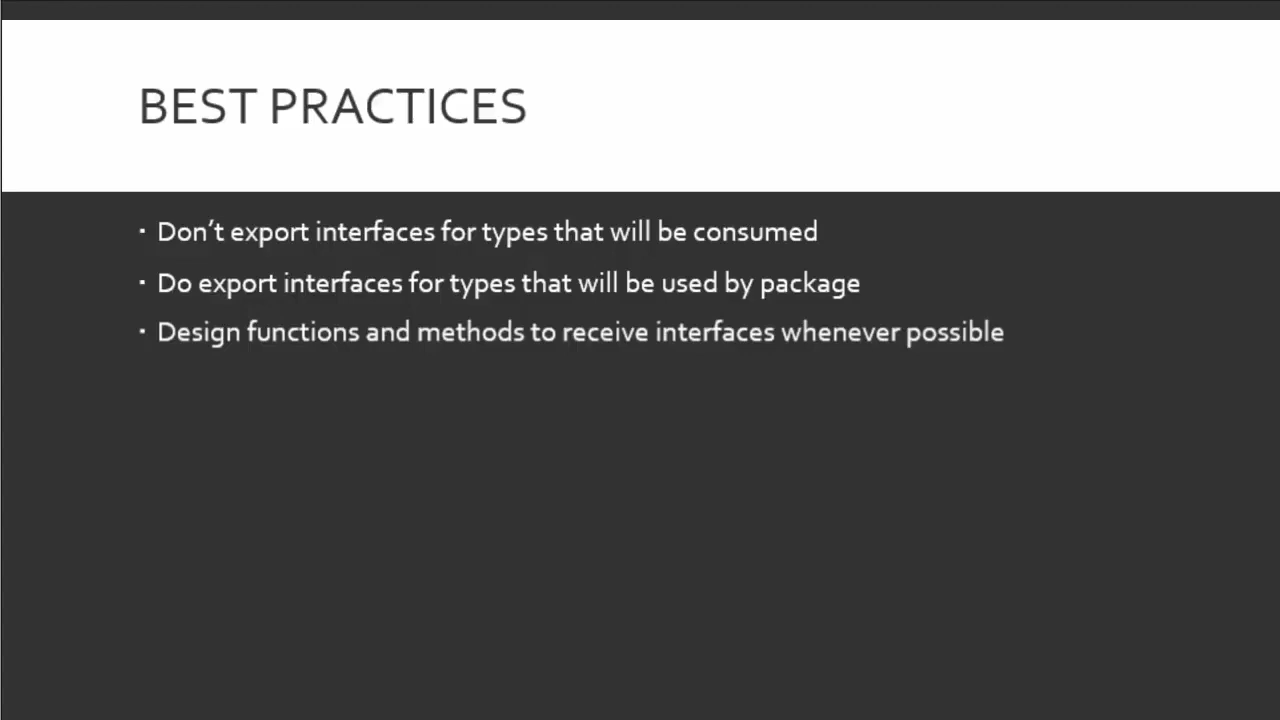 BEST PRACTICES
▪ Don’t export interfaces for types that will be consumed
▪ Do export interfaces for types that will be used by package
▪ Design functions and methods to receive interfaces whenever possible